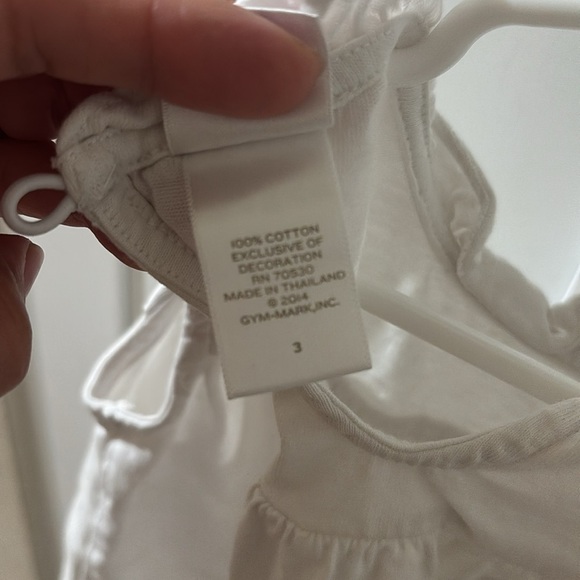 100% COTTON
EXCLUSIVE OF
DECORATION
RN 70530
MADE IN THAILAND
© 2014
GYM-MARK,INC.
3